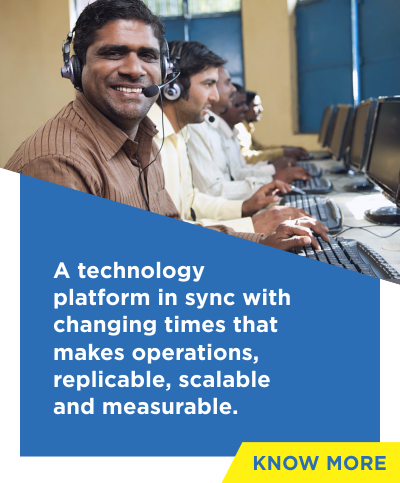 A technology
platform in sync with
changing times that
makes operations,
replicable, scalable
and measurable.
KNOW MORE